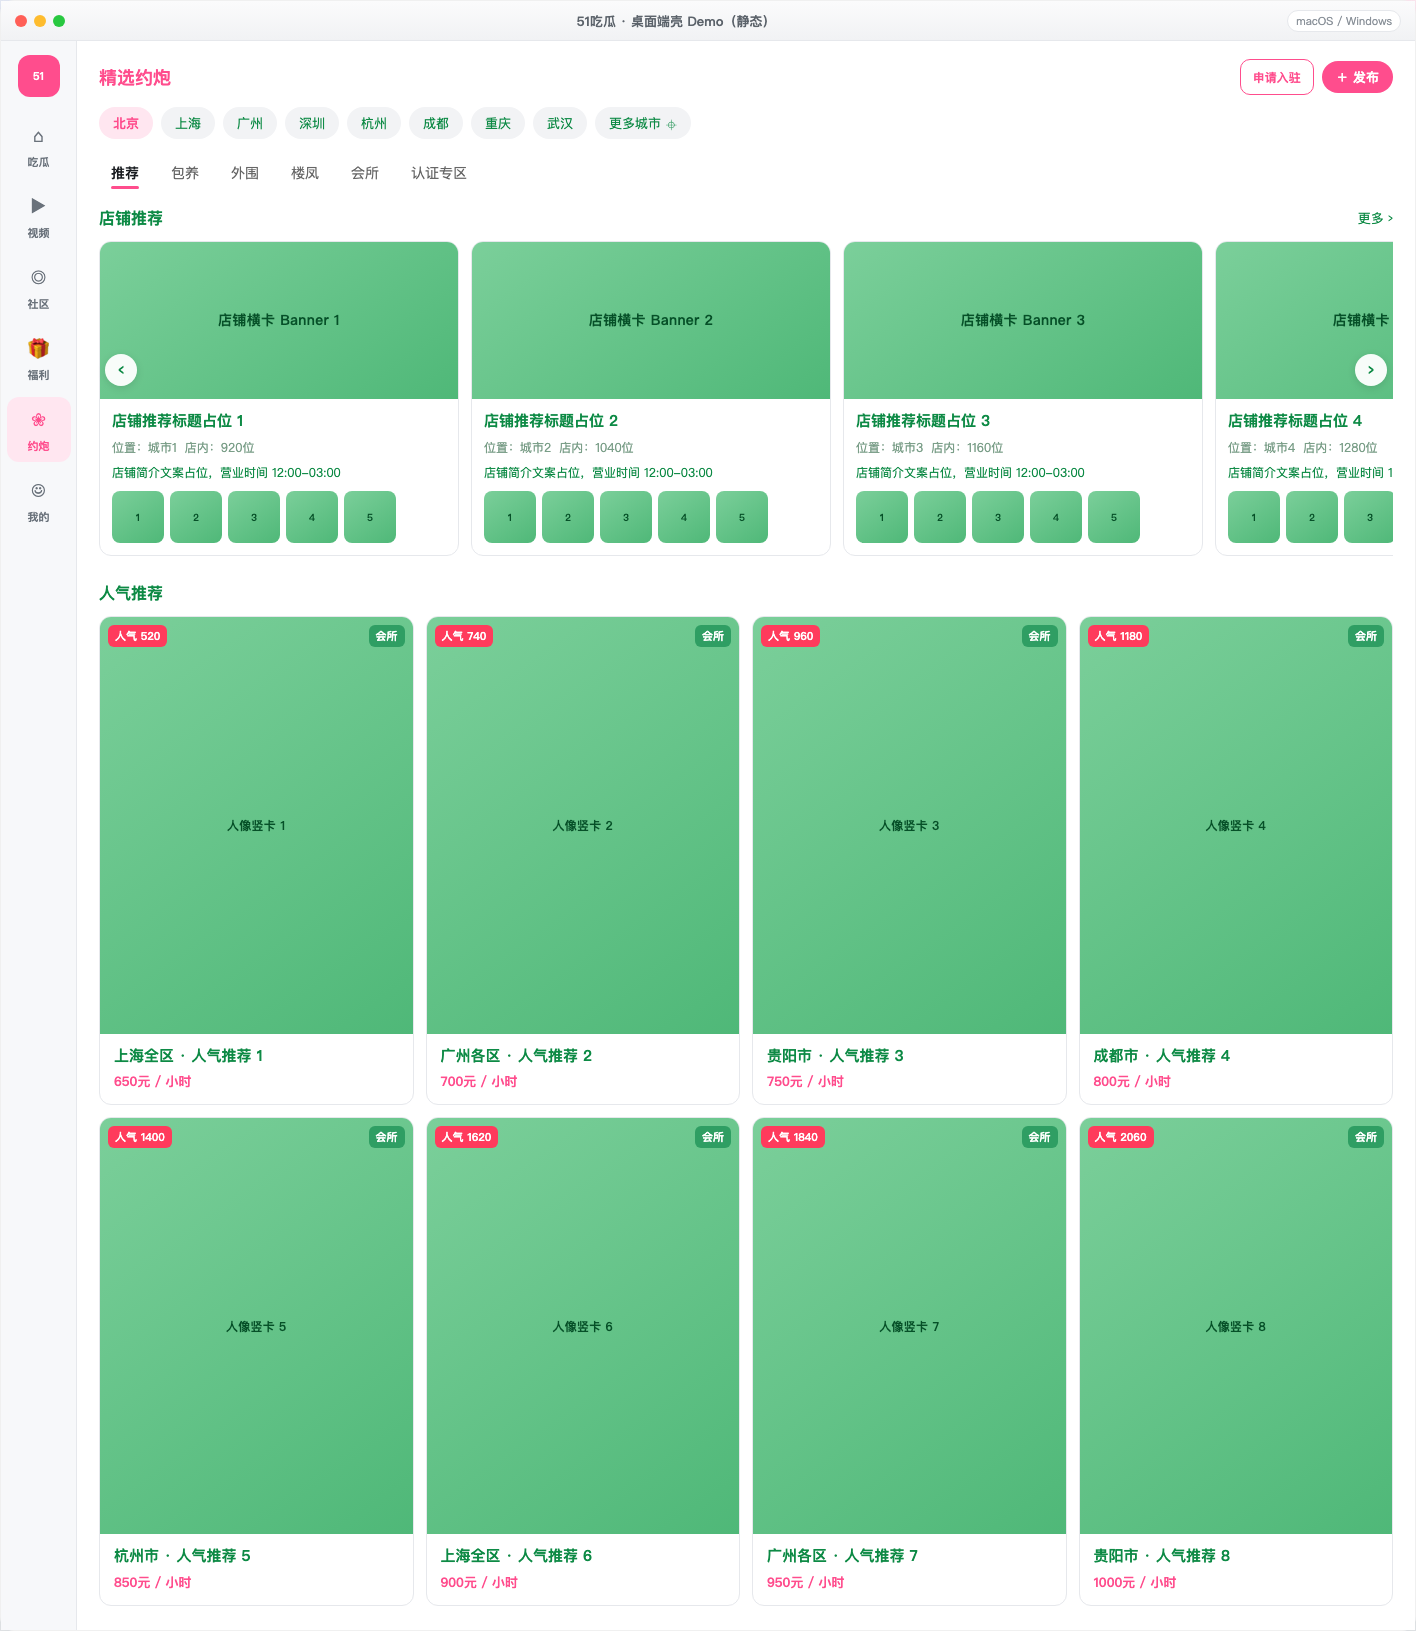 51吃瓜 · 桌面端壳 Demo（静态）
macOS / Windows
51
吃瓜
视频
社区
福利
约炮
我的
精选约炮
申请入驻
+ 发布
北京 上海 广州 深圳 杭州 成都 重庆 武汉 更多城市
推荐 包养 外围 楼凤 会所 认证专区
店铺推荐
更多 ›
店铺横卡 Banner 1
店铺推荐标题占位 1
位置：城市1 店内：920位
店铺简介文案占位，营业时间 12:00–03:00
1 2 3 4 5
店铺横卡 Banner 2
店铺推荐标题占位 2
位置：城市2 店内：1040位
店铺简介文案占位，营业时间 12:00–03:00
1 2 3 4 5
店铺横卡 Banner 3
店铺推荐标题占位 3
位置：城市3 店内：1160位
店铺简介文案占位，营业时间 12:00–03:00
1 2 3 4 5
店铺横卡
店铺推荐标题占位 4
位置：城市4 店内：1280位
店铺简介文案占位，营业时间 1
1 2 3
人气推荐
人气 520 会所
人像竖卡 1
上海全区 · 人气推荐 1
650元 / 小时
人气 740 会所
人像竖卡 2
广州各区 · 人气推荐 2
700元 / 小时
人气 960 会所
人像竖卡 3
贵阳市 · 人气推荐 3
750元 / 小时
人气 1180 会所
人像竖卡 4
成都市 · 人气推荐 4
800元 / 小时
人气 1400 会所
人像竖卡 5
杭州市 · 人气推荐 5
850元 / 小时
人气 1620 会所
人像竖卡 6
上海全区 · 人气推荐 6
900元 / 小时
人气 1840 会所
人像竖卡 7
广州各区 · 人气推荐 7
950元 / 小时
人气 2060 会所
人像竖卡 8
贵阳市 · 人气推荐 8
1000元 / 小时